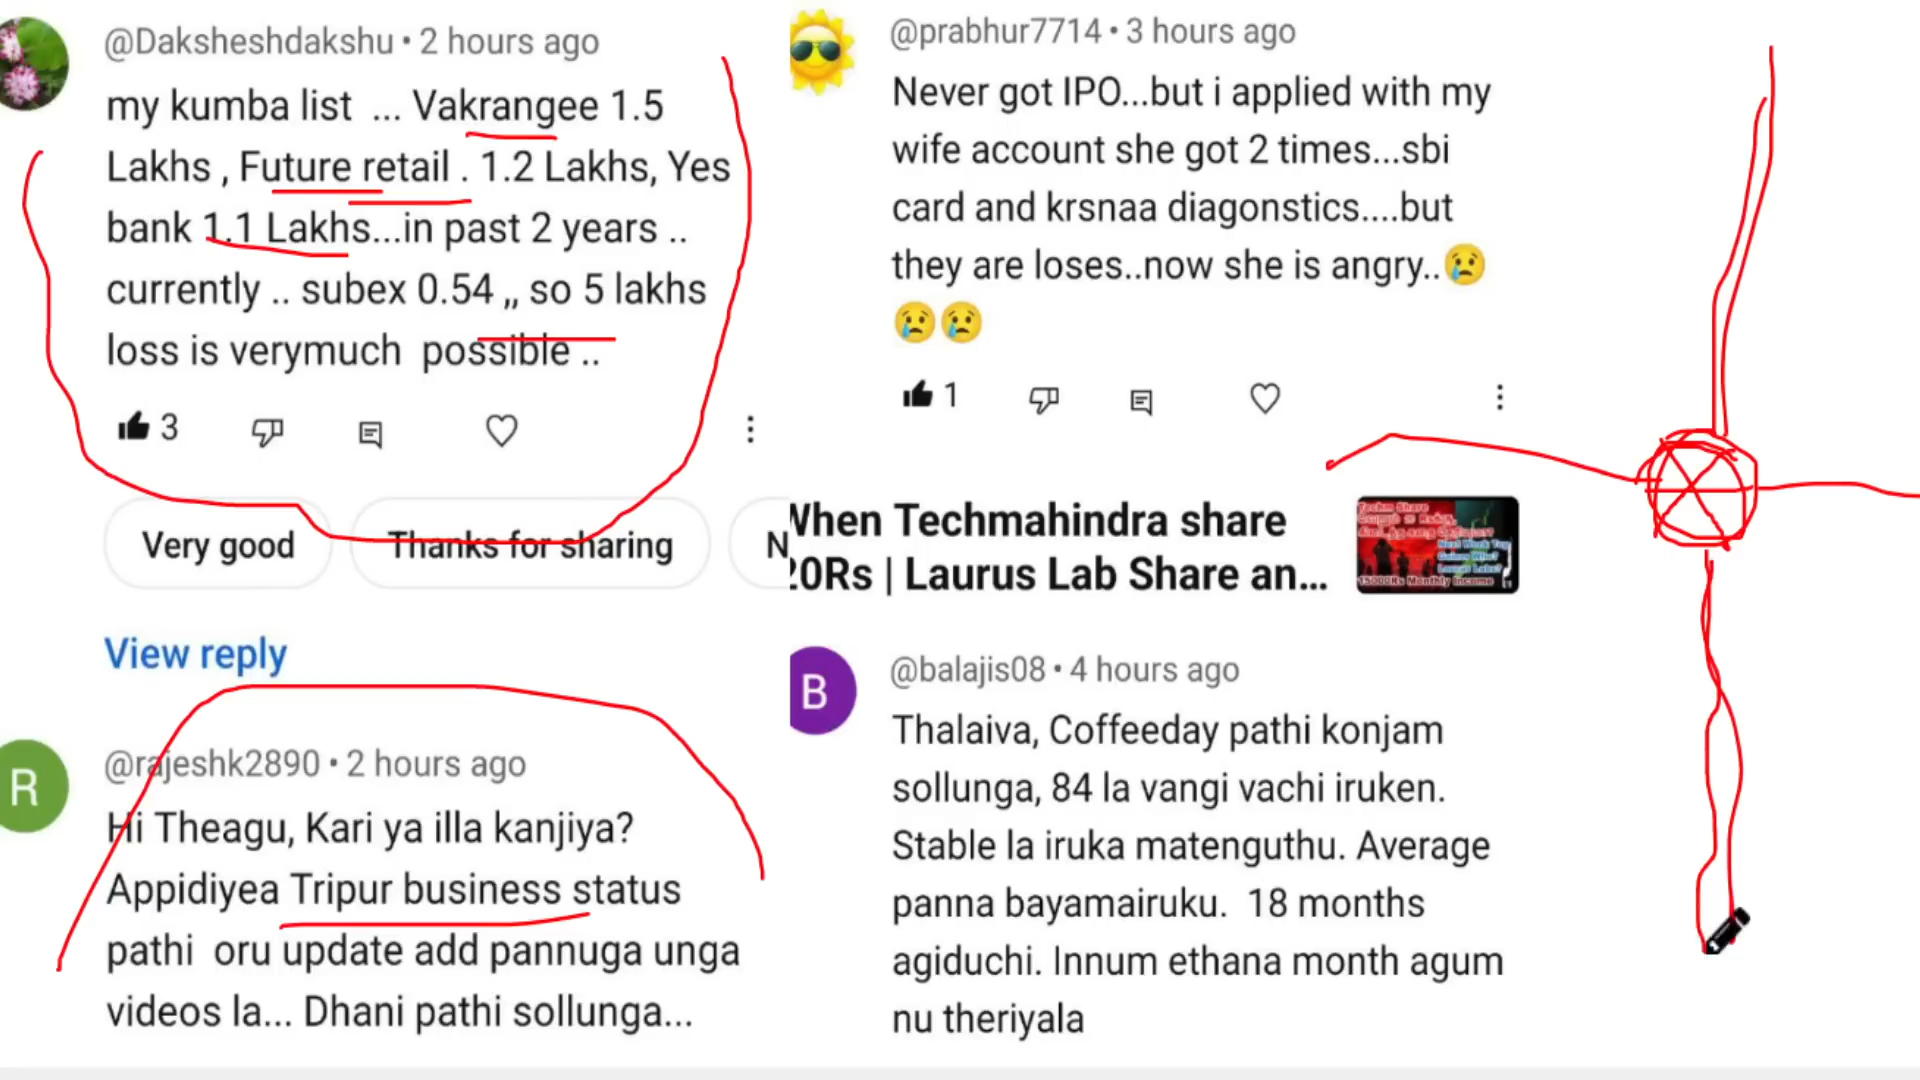 @Daksheshdakshu • 2 hours ago
my kumba list ... Vakrangee 1.5
Lakhs , Future retail . 1.2 Lakhs, Yes
bank 1.1 Lakhs...in past 2 years ..
currently .. subex 0.54 ,, so 5 lakhs
loss is verymuch possible ..
3
Very good
Thanks for sharing
N
View reply
R
@rajeshk2890 • 2 hours ago
Hi Theagu, Kari ya illa kanjiya?
Appidiyea Tripur business status
pathi oru update add pannuga unga
videos la... Dhani pathi sollunga...
@prabhur7714 • 3 hours ago
Never got IPO...but i applied with my
wife account she got 2 times...sbi
card and krsnaa diagonstics....but
they are loses..now she is angry..😢
😢😢
1
When Techmahindra share
20Rs | Laurus Lab Share an...
Techm Share
15000Rs Monthly Income
B
@balajis08 • 4 hours ago
Thalaiva, Coffeeday pathi konjam
sollunga, 84 la vangi vachi iruken.
Stable la iruka matenguthu. Average
panna bayamairuku. 18 months
agiduchi. Innum ethana month agum
nu theriyala